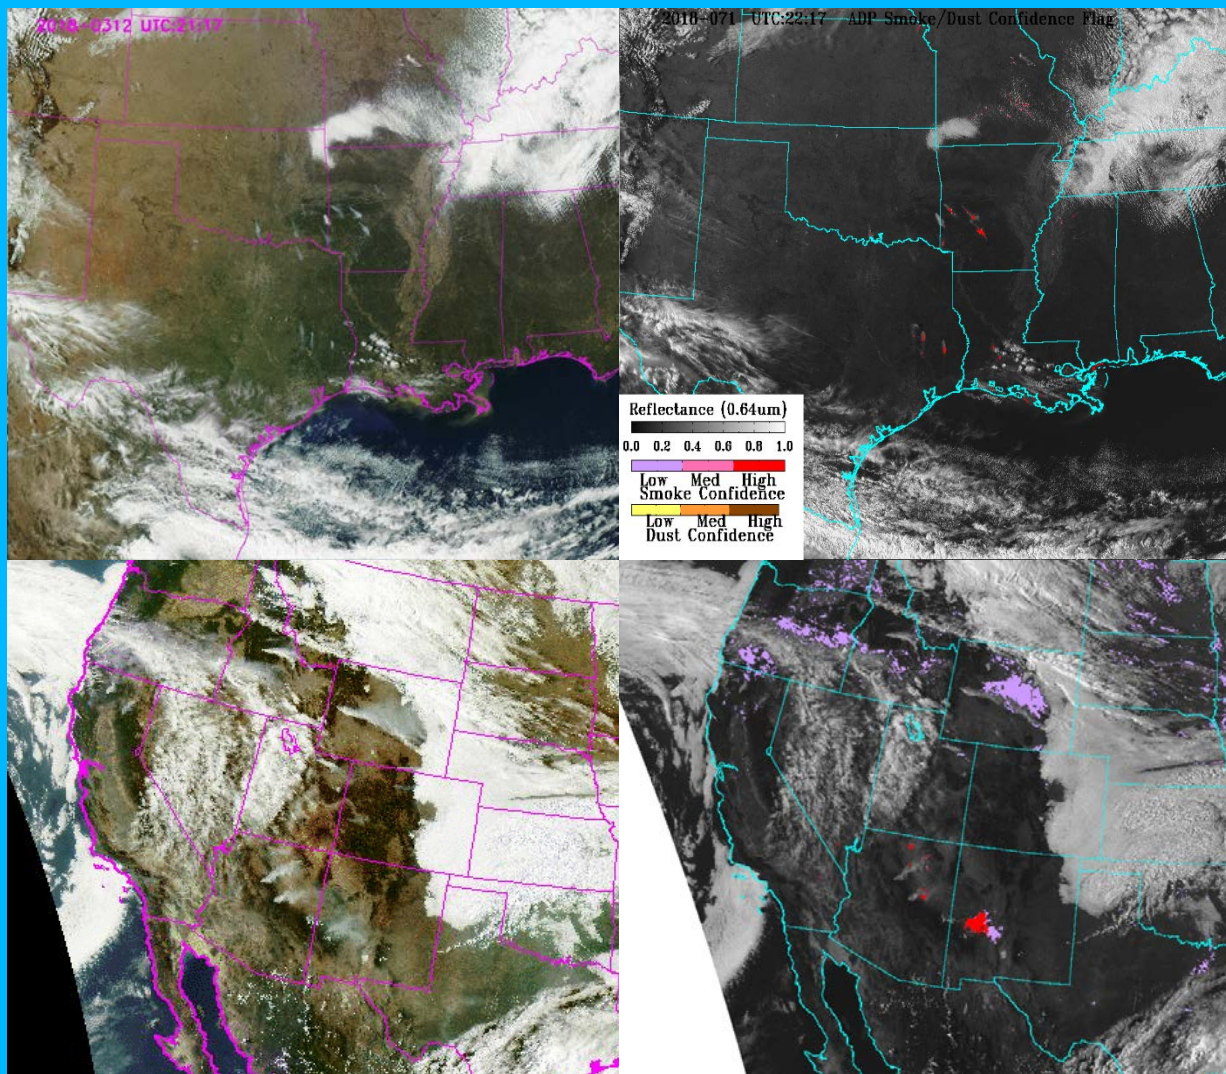 2018-0312 UTC:21:17
2018-071 UTC:22:17 ADP Smoke/Dust Confidence Flag
Reflectance (0.64um)
0.0 0.2 0.4 0.6 0.8 1.0
Low Med High
Smoke Confidence
Low Med High
Dust Confidence